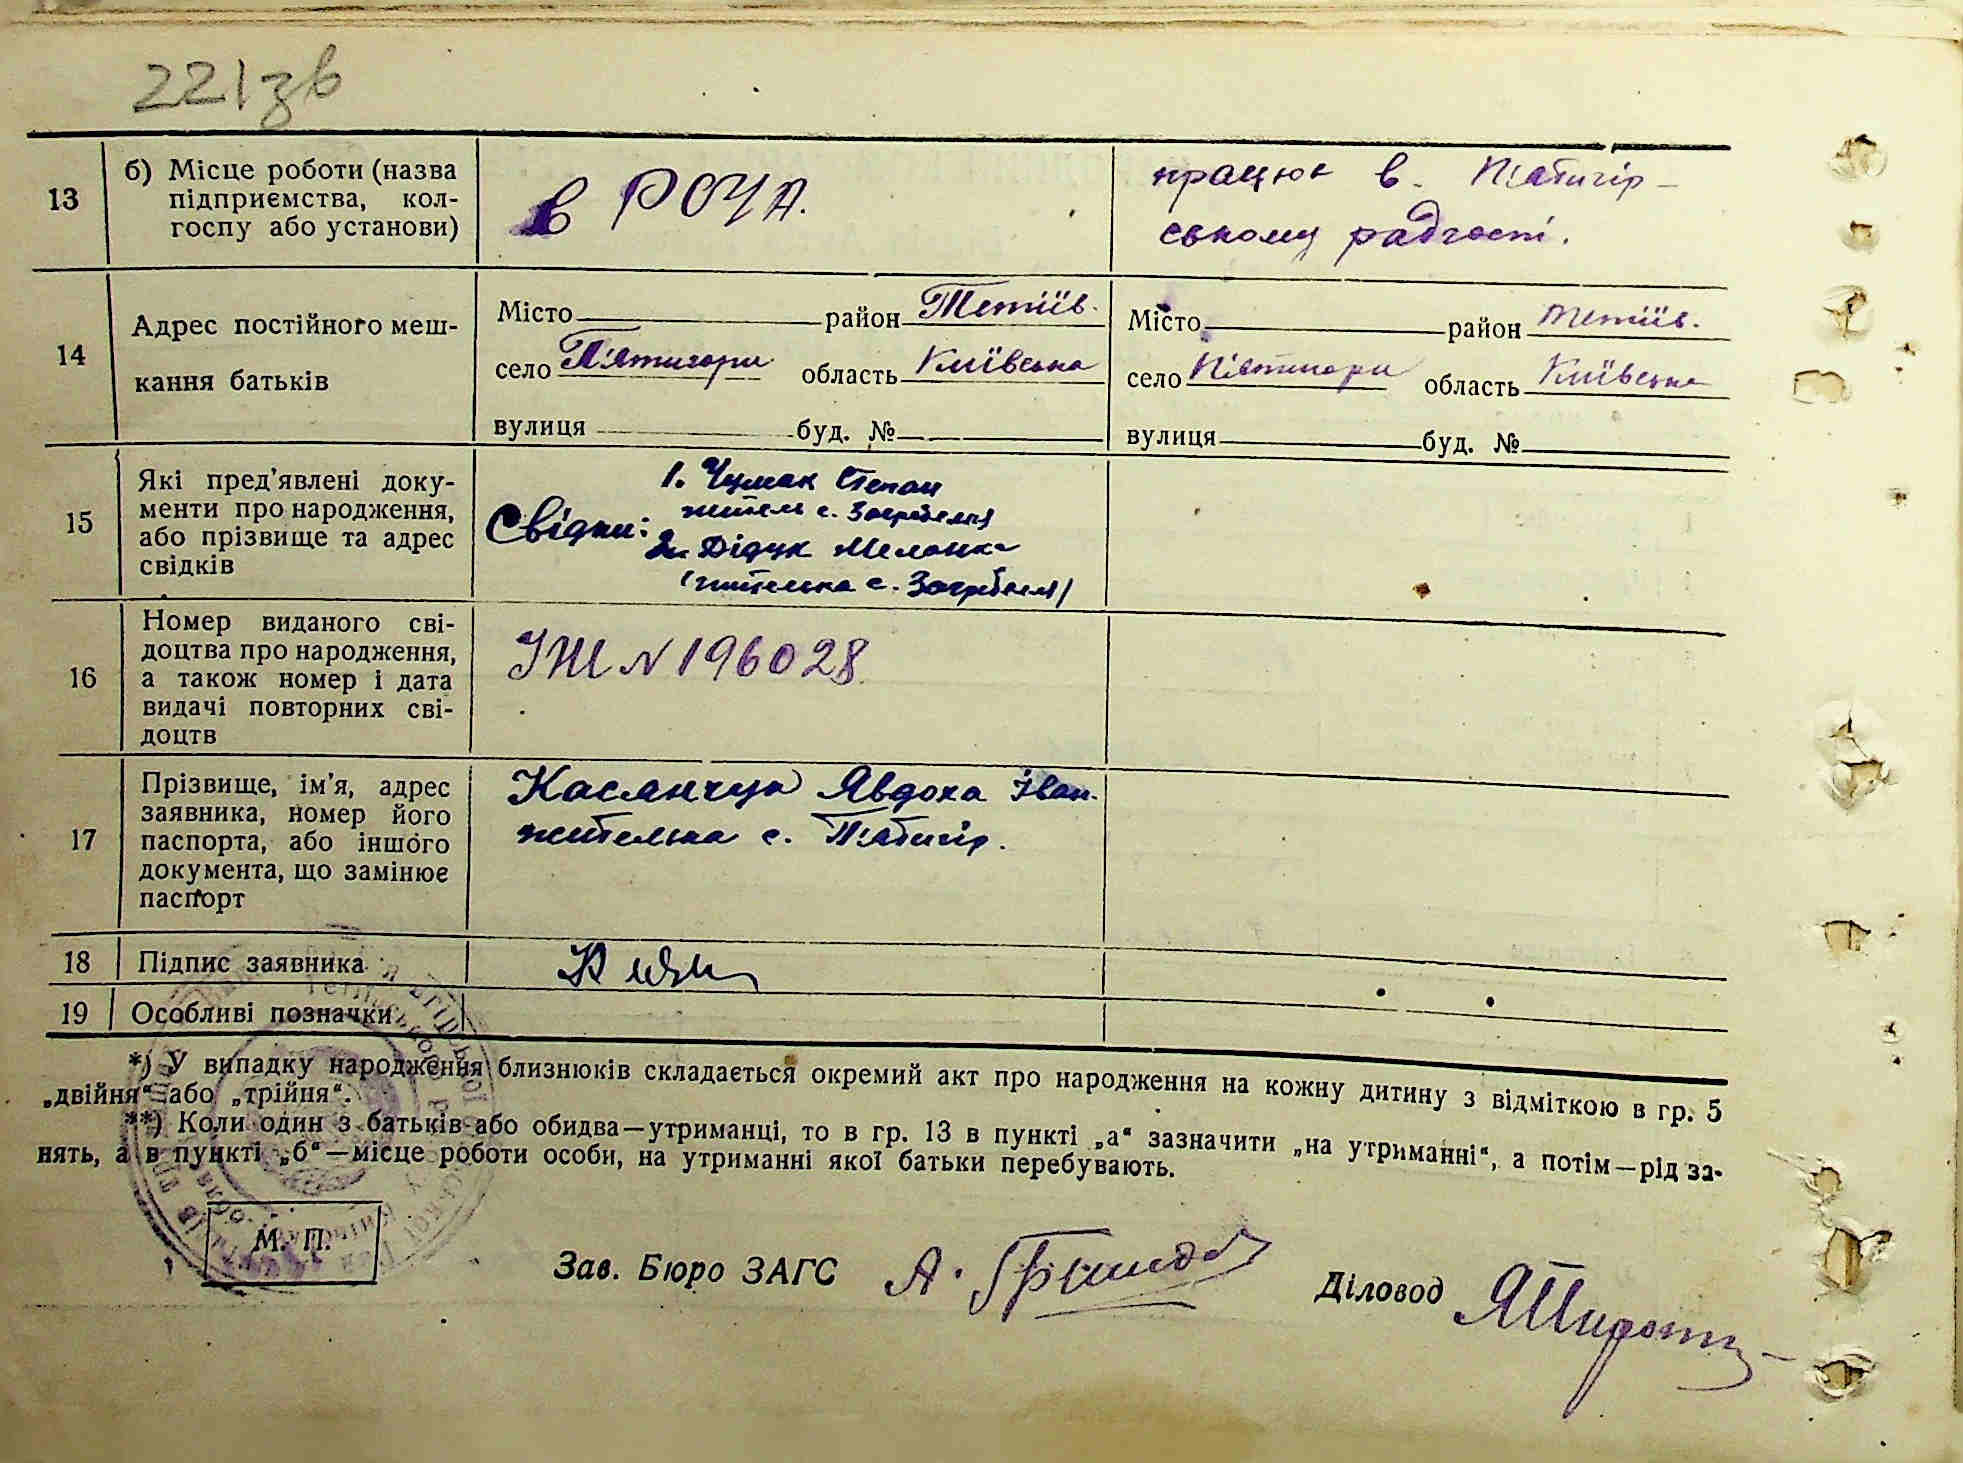 221зв
13
б) Місце роботи (назва
підприємства, кол-
госпу або установи)
в РСЧА.
працює в П'ятигір-
ському радгоспі.
14
Адрес постійного меш-
кання батьків
Місто район Тетіїв.
село П'ятигори область Київська
вулиця буд. №
Місто район Тетіїв.
село П'ятигори область Київська
вулиця буд. №
15
Які пред'явлені доку-
менти про народження,
або прізвище та адрес
свідків
Свідки:
1. Чумак Степан
житель с. Загребелля
2. Дідук Меланка
(жителька с. Загребелля)
16
Номер виданого сві-
доцтва про народження,
а також номер і дата
видачі повторних сві-
доцтв
УЖ N 196028
17
Прізвище, ім'я, адрес
заявника, номер його
паспорта, або іншого
документа, що замінює
паспорт
Касянчук Явдоха Іван.
жителька с. П'ятигір.
18
Підпис заявника
19
Особливі позначки
*) У випадку народження близнюків складається окремий акт про народження на кожну дитину з відміткою в гр. 5
„двійня“ або „трійня“.
**) Коли один з батьків або обидва—утриманці, то в гр. 13 в пункті „а“ зазначити „на утриманні“, а потім—рід за-
нять, а в пункті „б“—місце роботи особи, на утриманні якої батьки перебувають.
М. П.
Зав. Бюро ЗАГС А.
Діловод